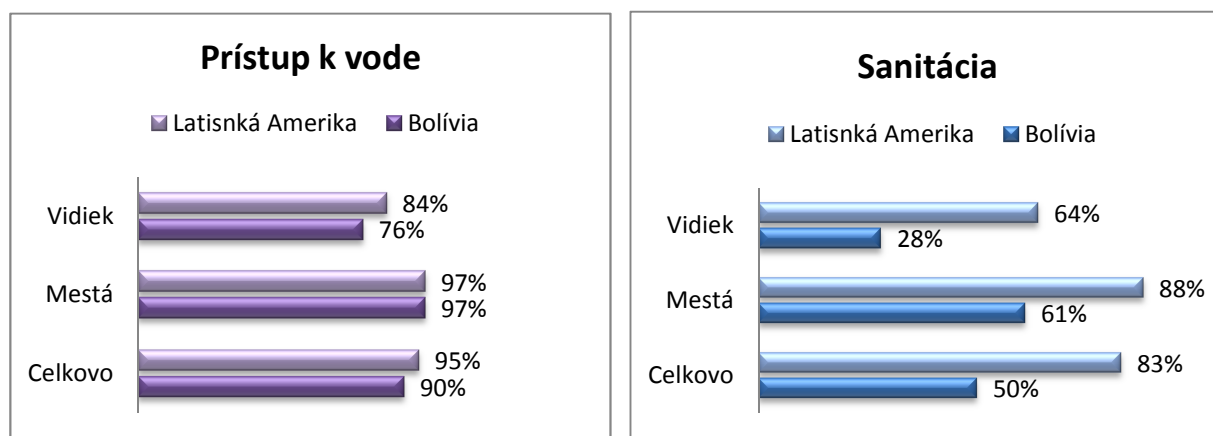 Prístup k vode
Latisnká Amerika Bolívia
Vidiek
84%
76%
Mestá
97%
97%
Celkovo
95%
90%
Sanitácia
Latisnká Amerika Bolívia
Vidiek
64%
28%
Mestá
88%
61%
Celkovo
83%
50%